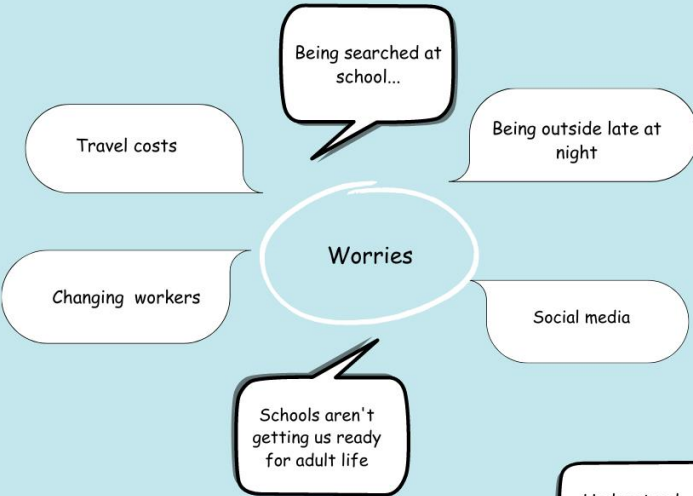 Being searched at
school...
Travel costs
Being outside late at
night
Worries
Changing workers
Social media
Schools aren't
getting us ready
for adult life